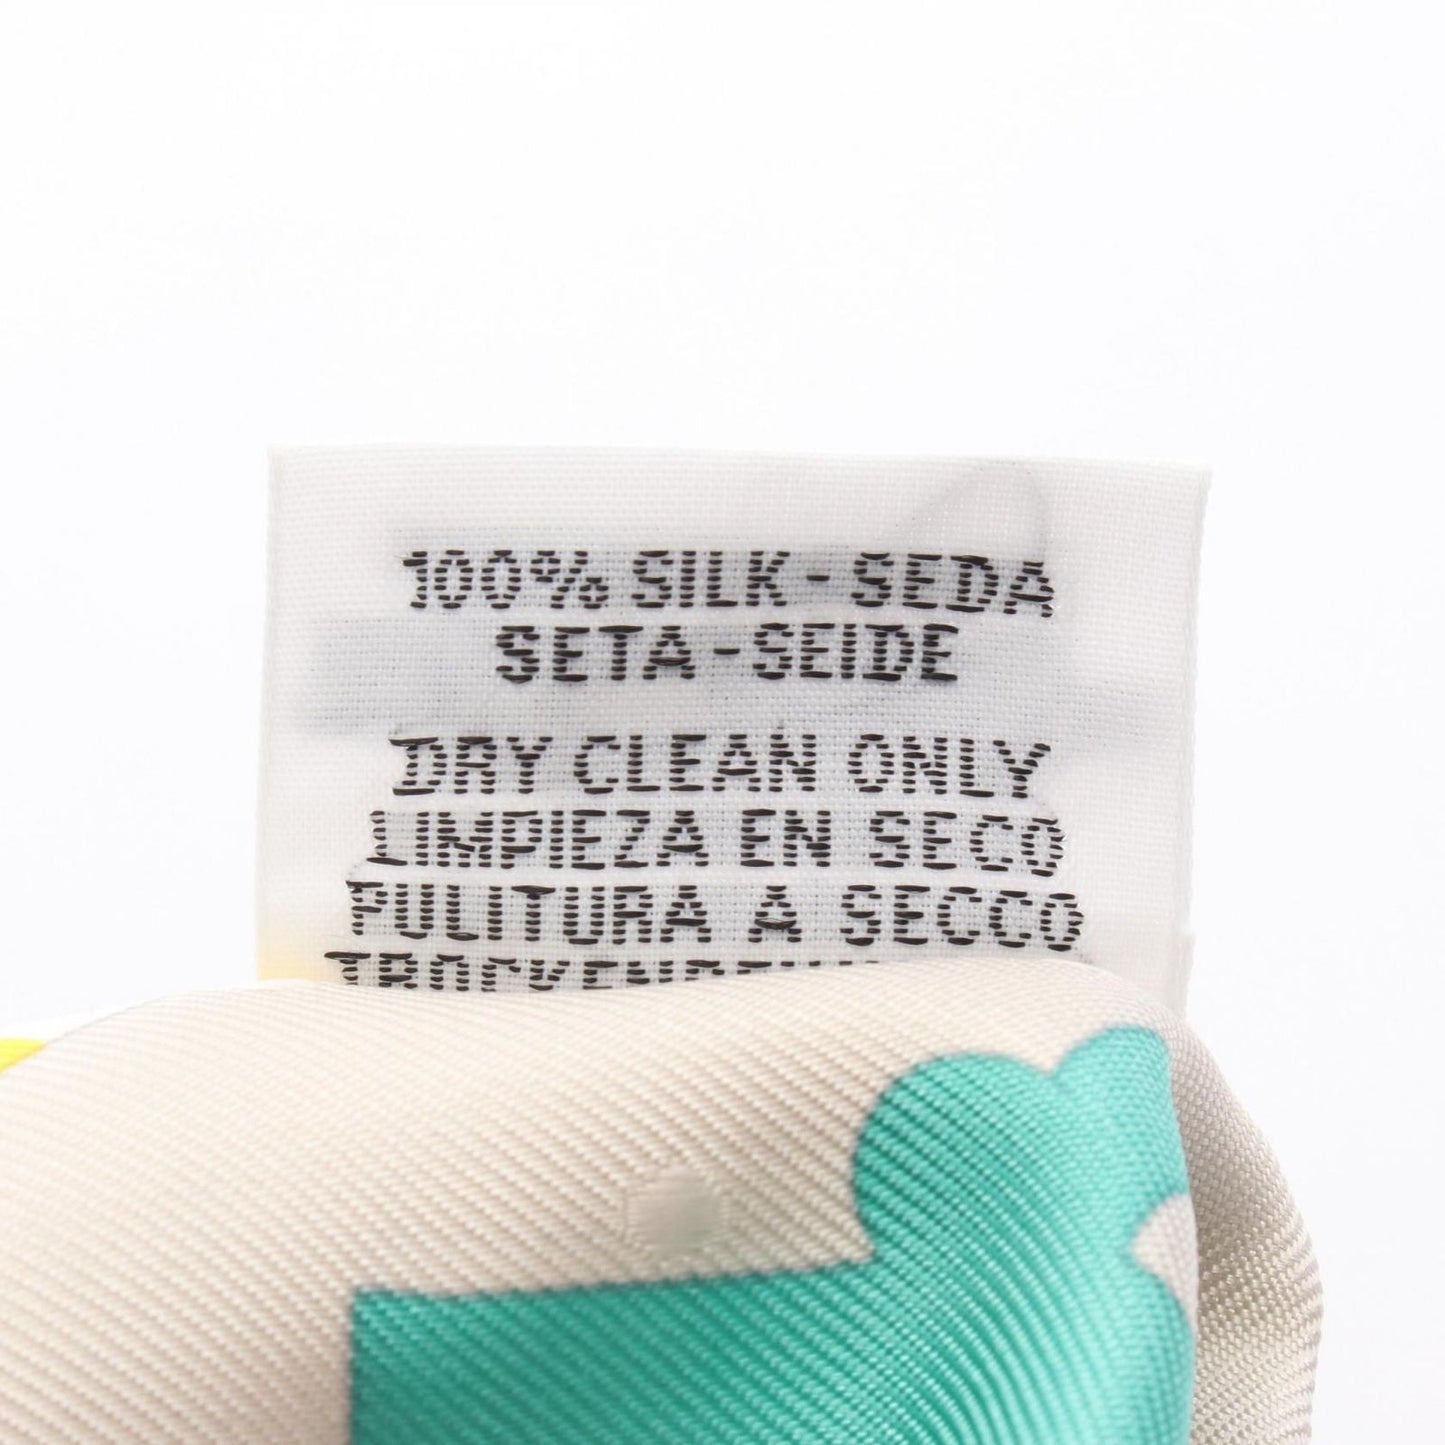 100% SILK - SEDA
SETA - SEIDE
DRY CLEAN ONLY
LIMPIEZA EN SECO
PULITURA A SECCO